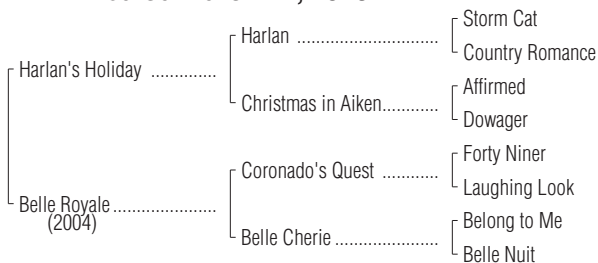 Storm Cat
Harlan ..............................
Country Romance
Harlan's Holiday ..............
Affirmed
Christmas in Aiken............
Dowager
Forty Niner
Coronado's Quest ............
Laughing Look
Belle Royale ......................
(2004)
Belong to Me
Belle Cherie ......................
Belle Nuit